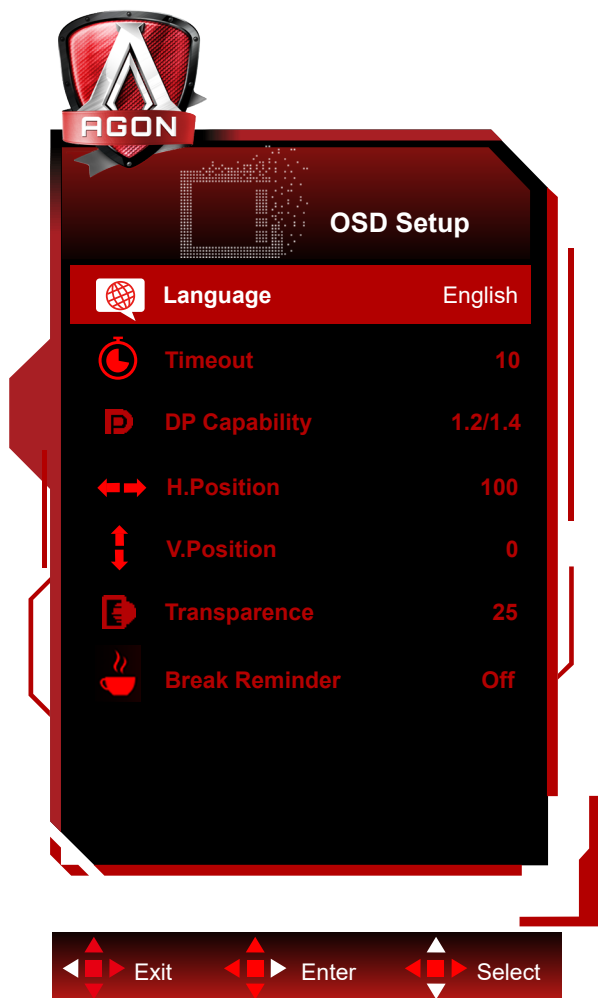 AGON
OSD Setup
Language English
Timeout 10
DP Capability 1.2/1.4
H.Position 100
V.Position 0
Transparence 25
Break Reminder Off
Exit Enter Select